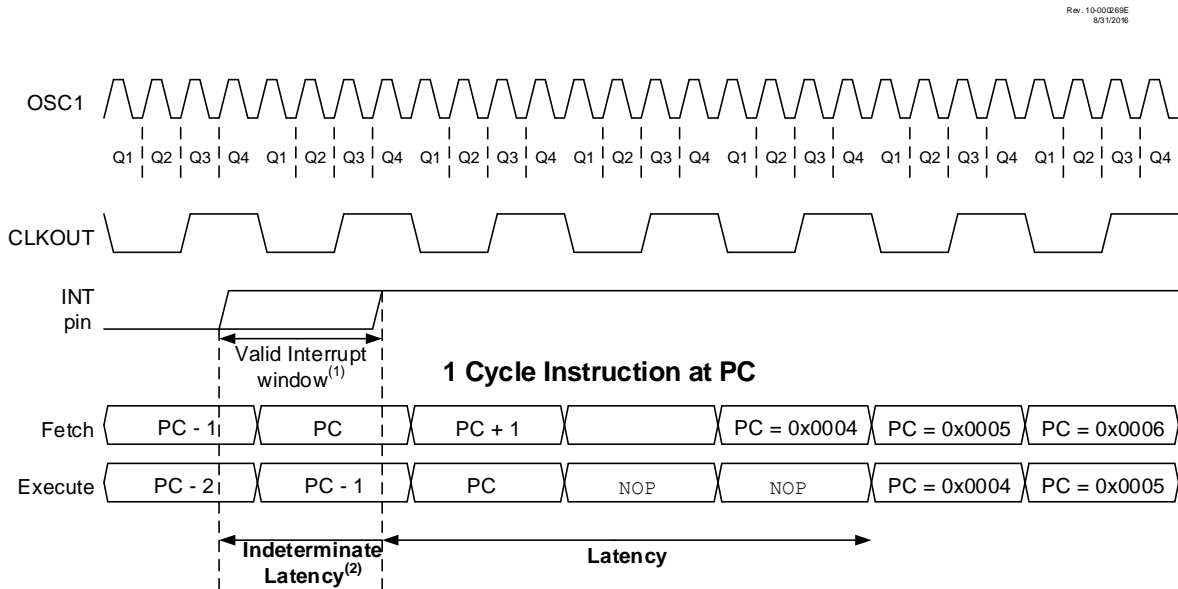 Rev. 10-000269E
8/31/2016
OSC1
Q1 Q2 Q3 Q4 Q1 Q2 Q3 Q4 Q1 Q2 Q3 Q4 Q1 Q2 Q3 Q4 Q1 Q2 Q3 Q4 Q1 Q2 Q3 Q4 Q1 Q2 Q3 Q4
CLKOUT
INT
pin
Valid Interrupt
window(1)
1 Cycle Instruction at PC
Fetch PC - 1 PC PC + 1 PC = 0x0004 PC = 0x0005 PC = 0x0006
Execute PC - 2 PC - 1 PC NOP NOP PC = 0x0004 PC = 0x0005
Indeterminate
Latency(2)
Latency